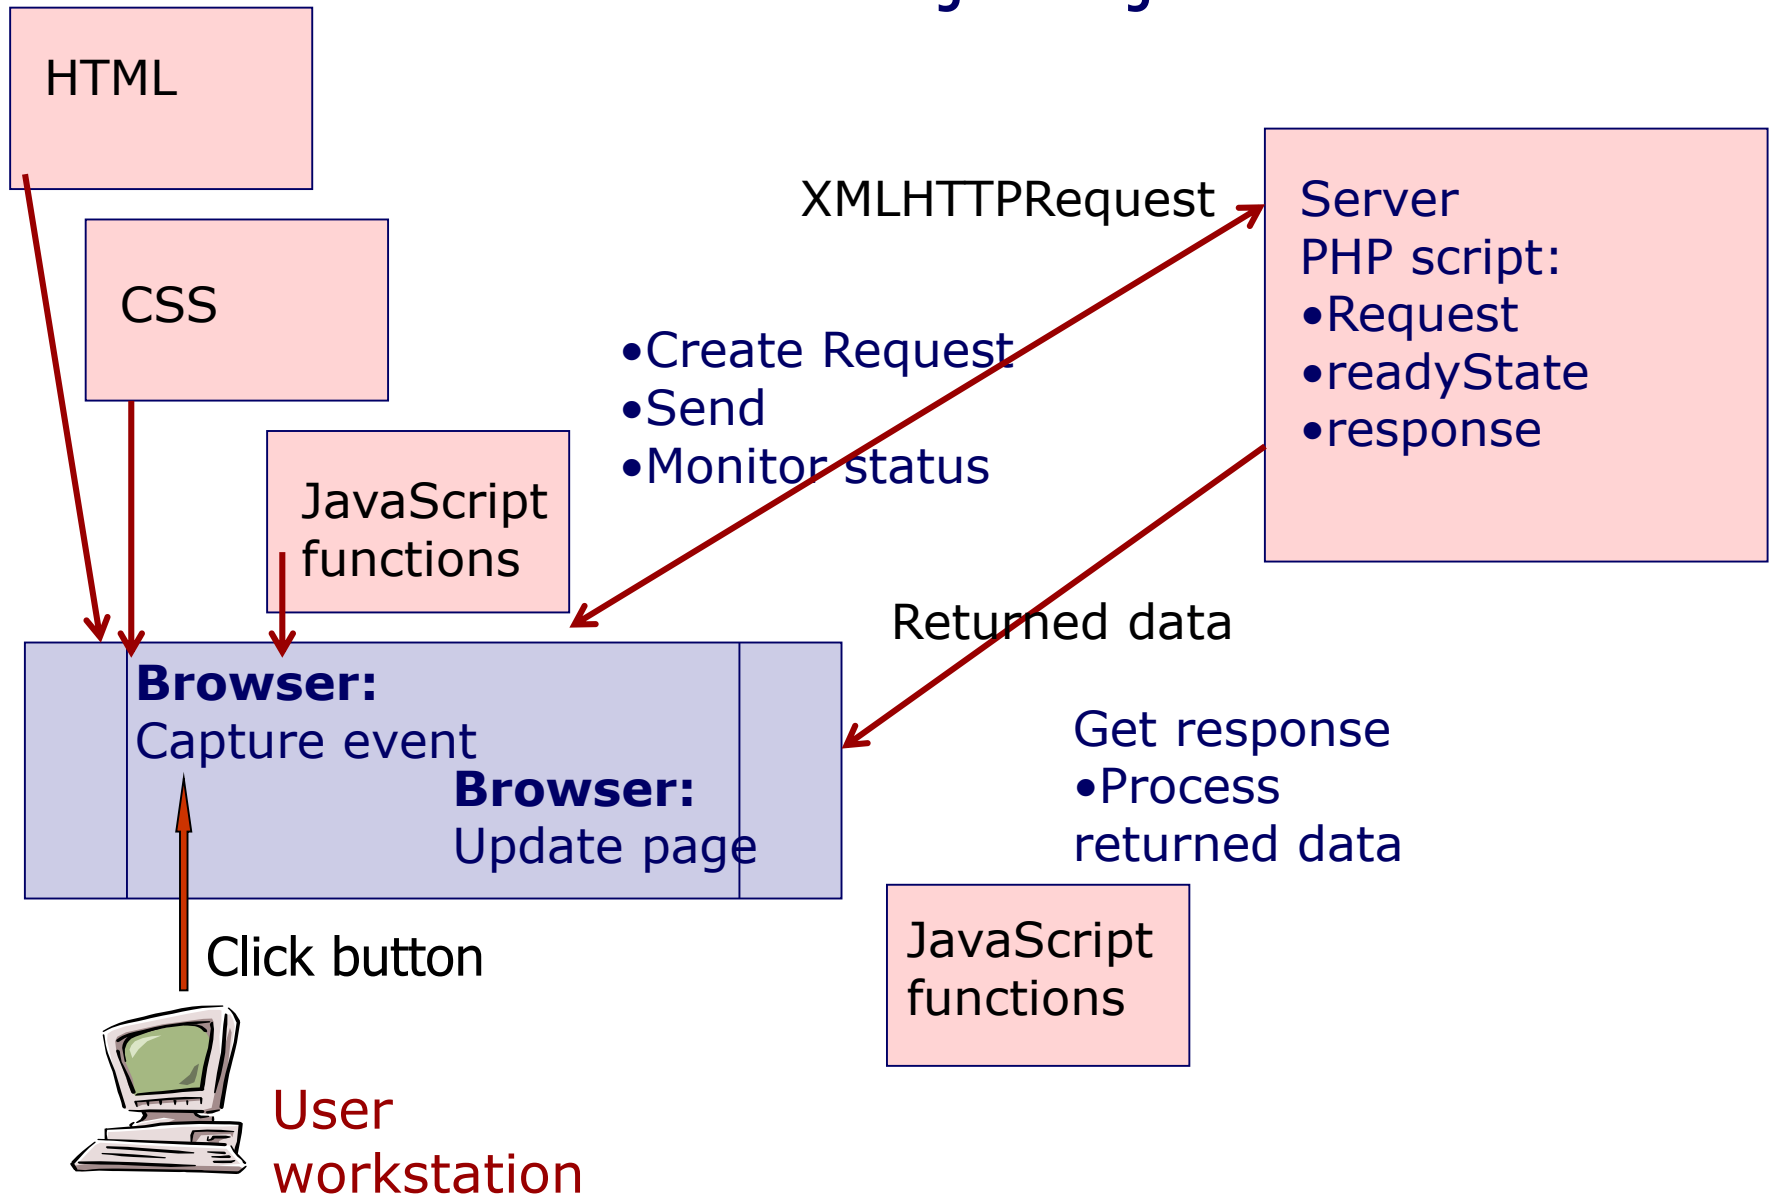 HTML
CSS
JavaScript
functions
XMLHTTPRequest
•Create Request
•Send
•Monitor status
Server
PHP script:
•Request
•readyState
•response
Returned data
Browser:
Capture event
Browser:
Update page
Get response
•Process
returned data
JavaScript
functions
Click button
User
workstation